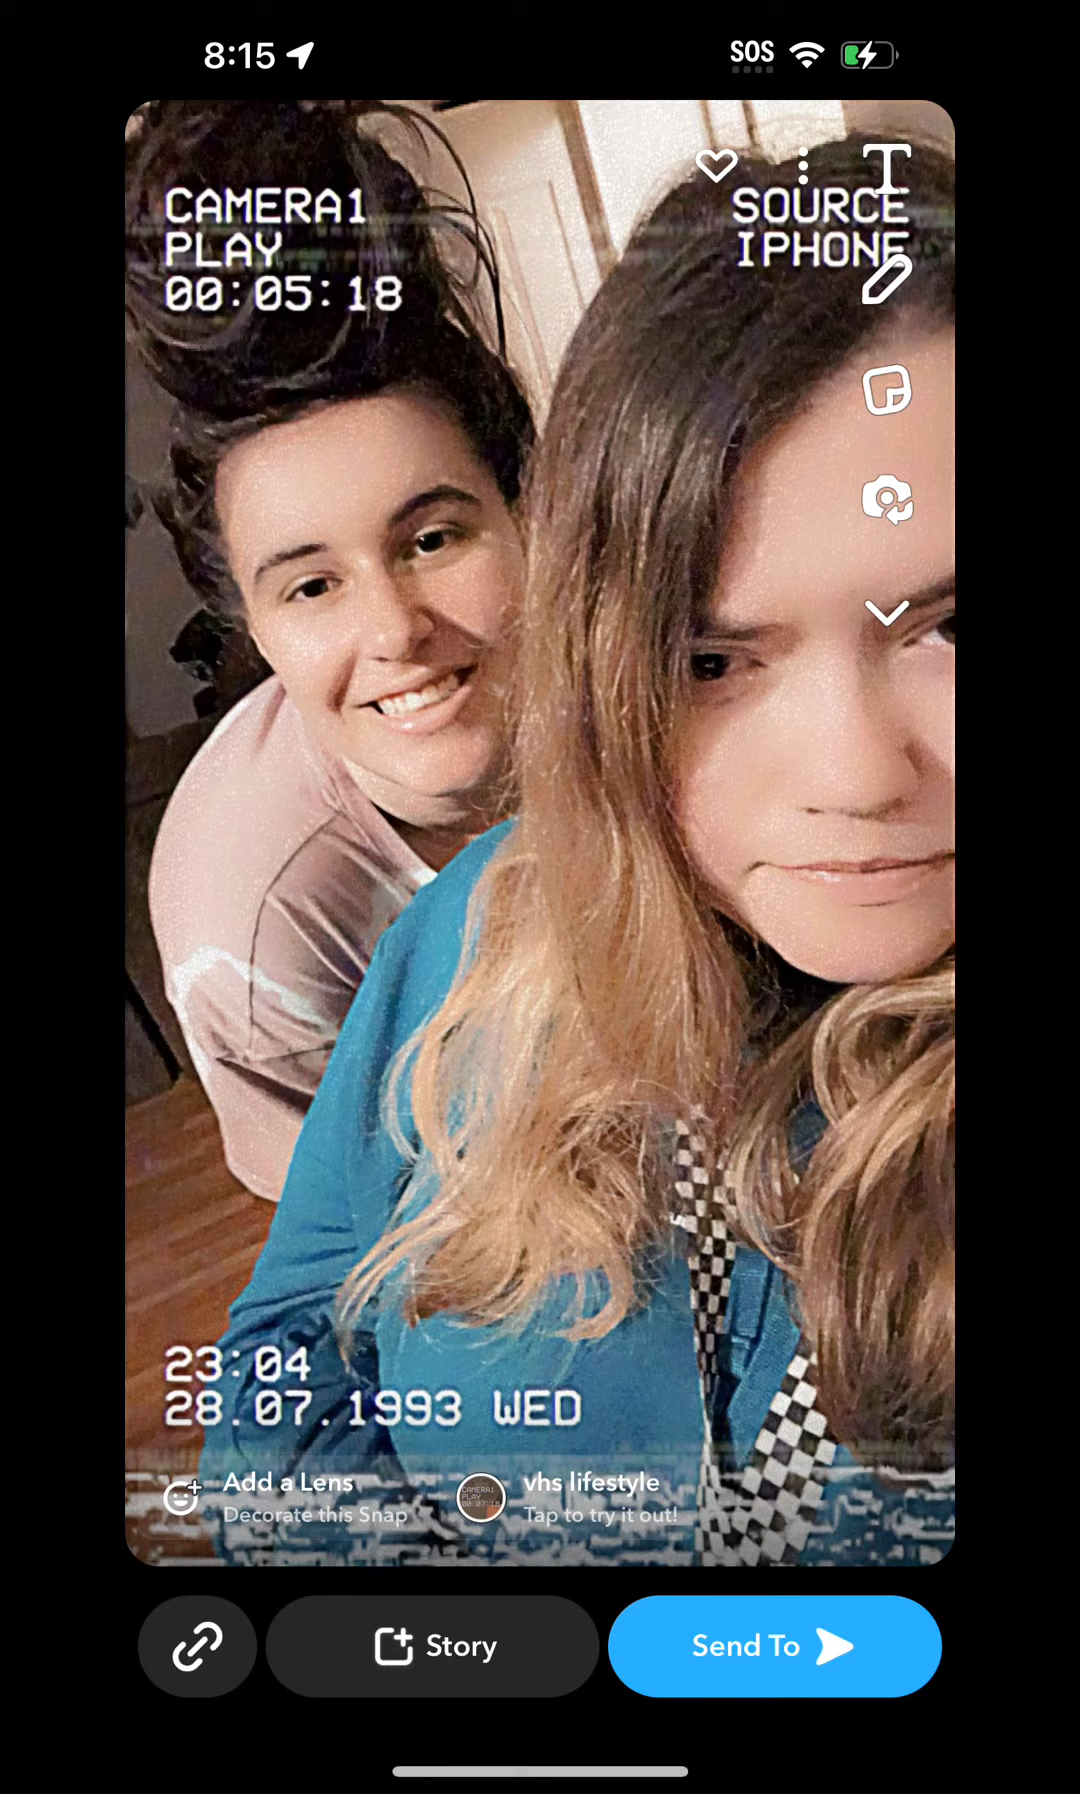 8:15
SOS
CAMERA1
PLAY
00:05:18
SOURCE
IPHONE
T
23:04
28.07.1993 WED
Add a Lens
Decorate this Snap
vhs lifestyle
Tap to try it out!
Story
Send To